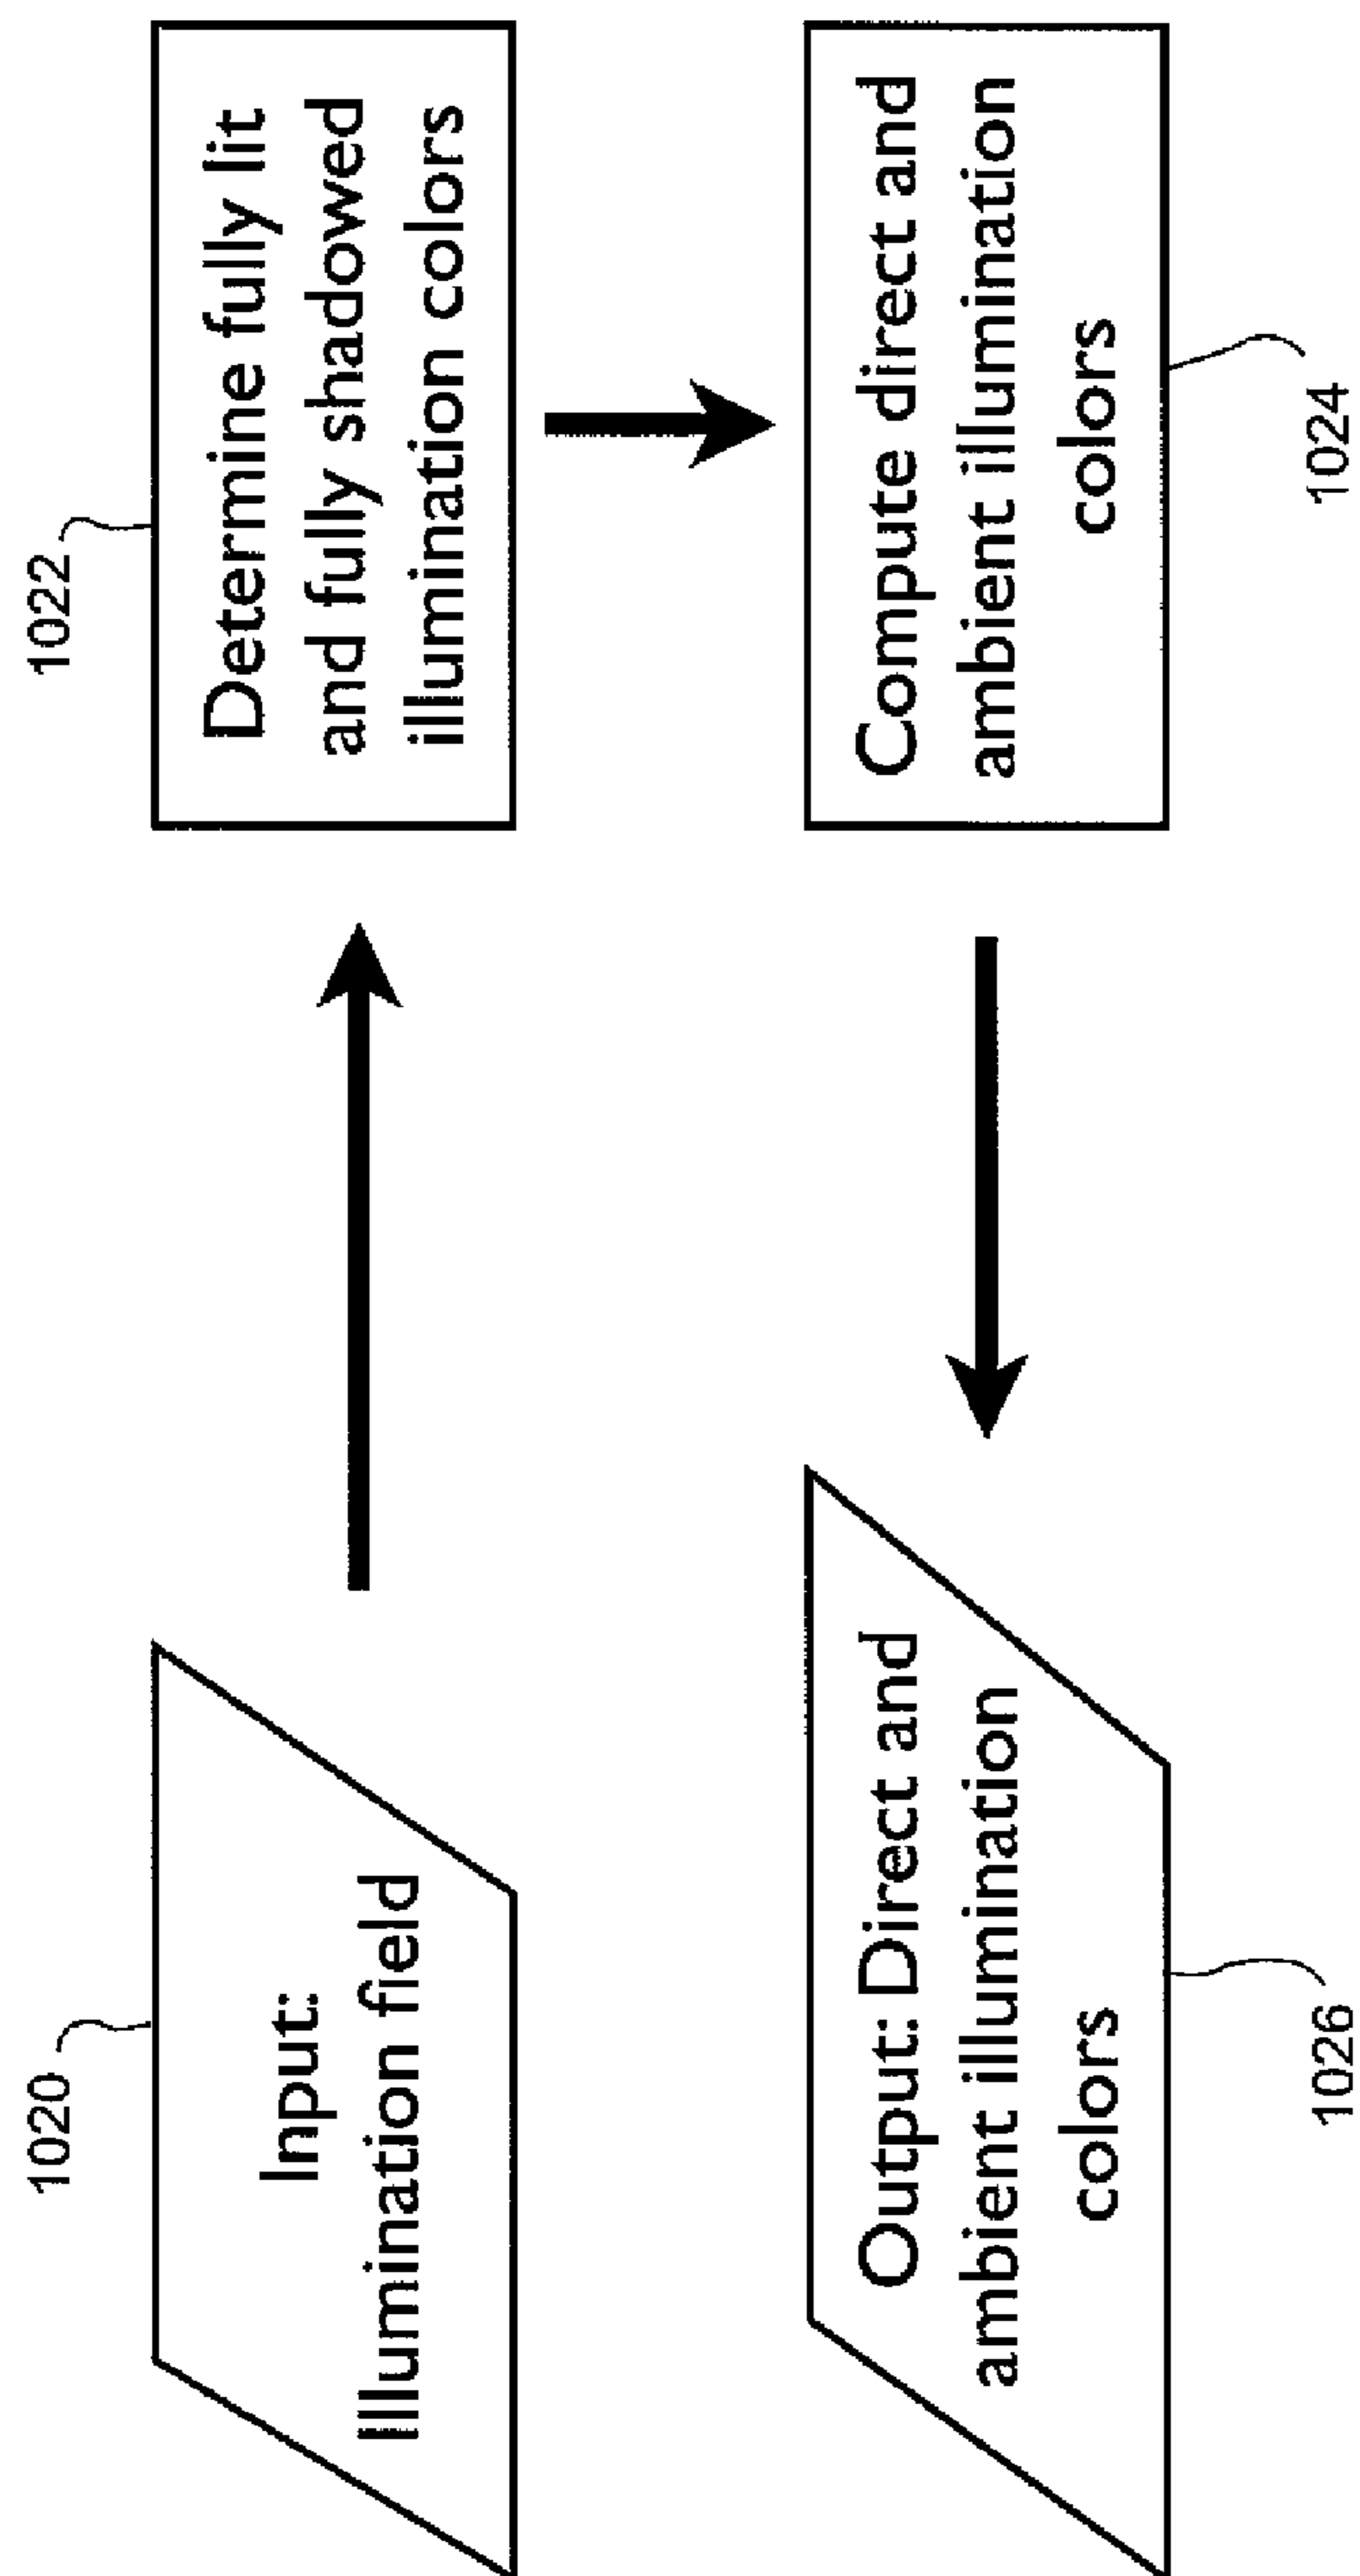 1020
Input:
Illumination field
1022
Determine fully lit
and fully shadowed
illumination colors
Compute direct and
ambient illumination
colors
1024
Output: Direct and
ambient illumination
colors
1026